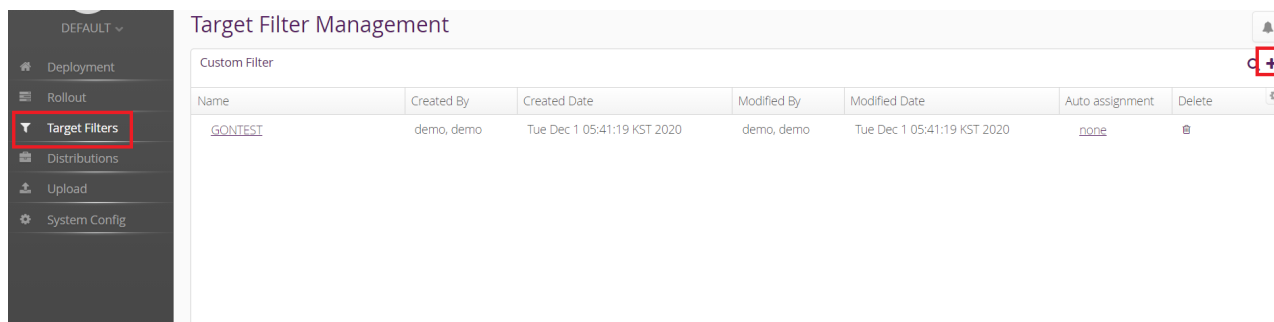 DEFAULT
Target Filter Management
Deployment
Rollout
Target Filters
Distributions
Upload
System Config
Custom Filter
Name Created By Created Date Modified By Modified Date Auto assignment Delete
GONTEST demo, demo Tue Dec 1 05:41:19 KST 2020 demo, demo Tue Dec 1 05:41:19 KST 2020 none